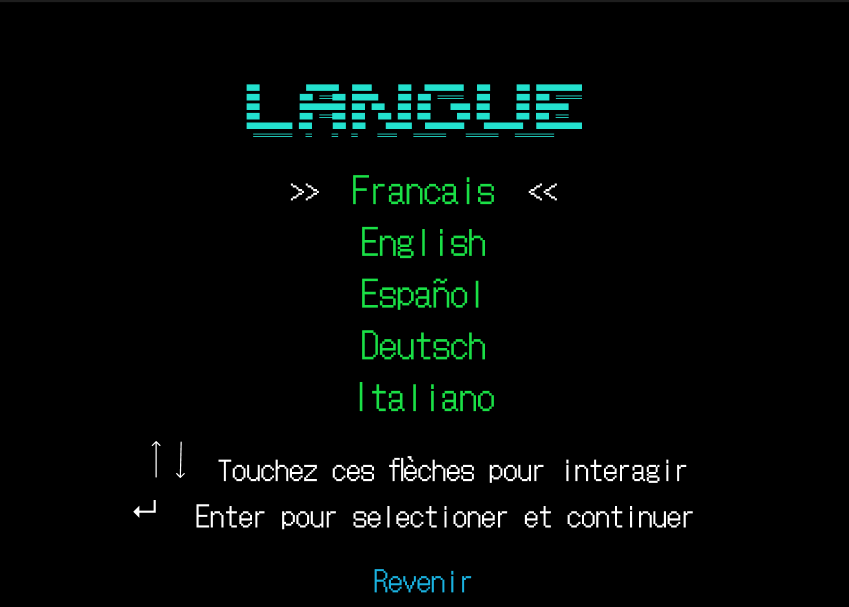 LANGUE
>> Francais <<
English
Español
Deutsch
Italiano
↑↓ Touchez ces flèches pour interagir
↵ Enter pour selectioner et continuer
Revenir